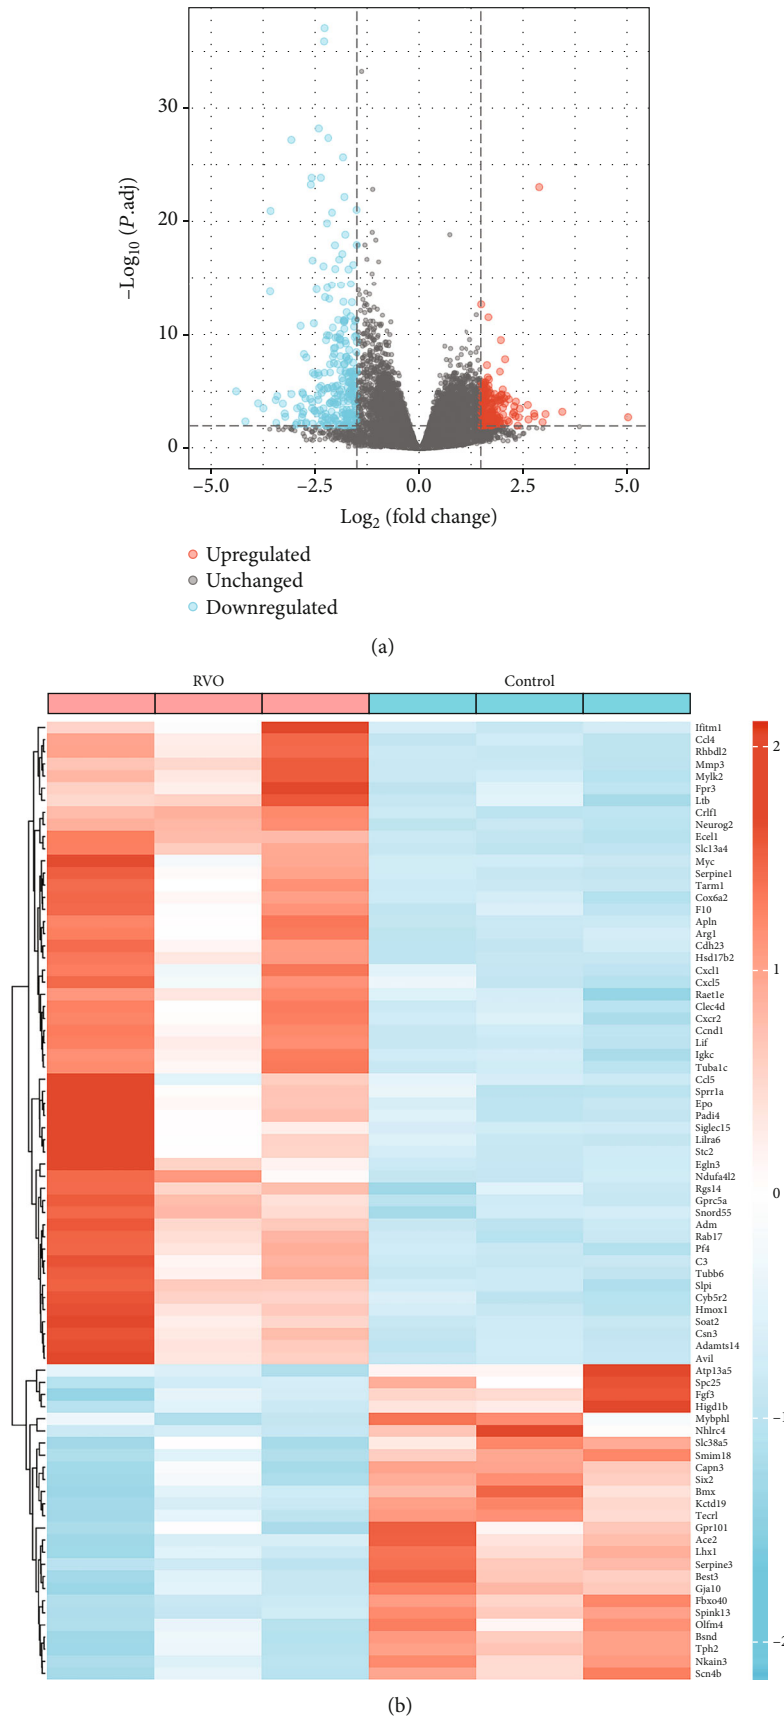 30
20
10
0
−Log10 (P.adj)
−5.0 −2.5 0.0 2.5 5.0
Log2 (fold change)
Upregulated
Unchanged
Downregulated
(a)
RVO Control
Ifitm1
Ccl4
Rhbdl2
Mmp3
Mylk2
Fpr3
Ltb
Crlf1
Neurog2
Ecel1
Slc13a4
Myc
Serpine1
Tarm1
Cox6a2
F10
Apln
Arg1
Cdh23
Hsd17b2
Cxcl1
Cxcl5
Raet1e
Clec4d
Cxcr2
Ccnd1
Lif
Igkc
Tuba1c
Ccl5
Sprr1a
Epo
Padi4
Siglec15
Lilra6
Stc2
Egln3
Ndufa4l2
Rgs14
Gprc5a
Snord55
Adm
Rab17
Pf4
C3
Tubb6
Slpi
Cyb5r2
Hmox1
Soat2
Csn3
Adamts14
Avil
Atp13a5
Spc25
Fgf3
Higd1b
Mybphl
Nhlrc4
Slc38a5
Smim18
Capn3
Six2
Bmx
Kctd19
Tecrl
Gpr101
Ace2
Lhx1
Serpine3
Best3
Gja10
Fbxo40
Spink13
Olfm4
Bsnd
Tph2
Nkain3
Scn4b
2
1
0
−1
−2
(b)